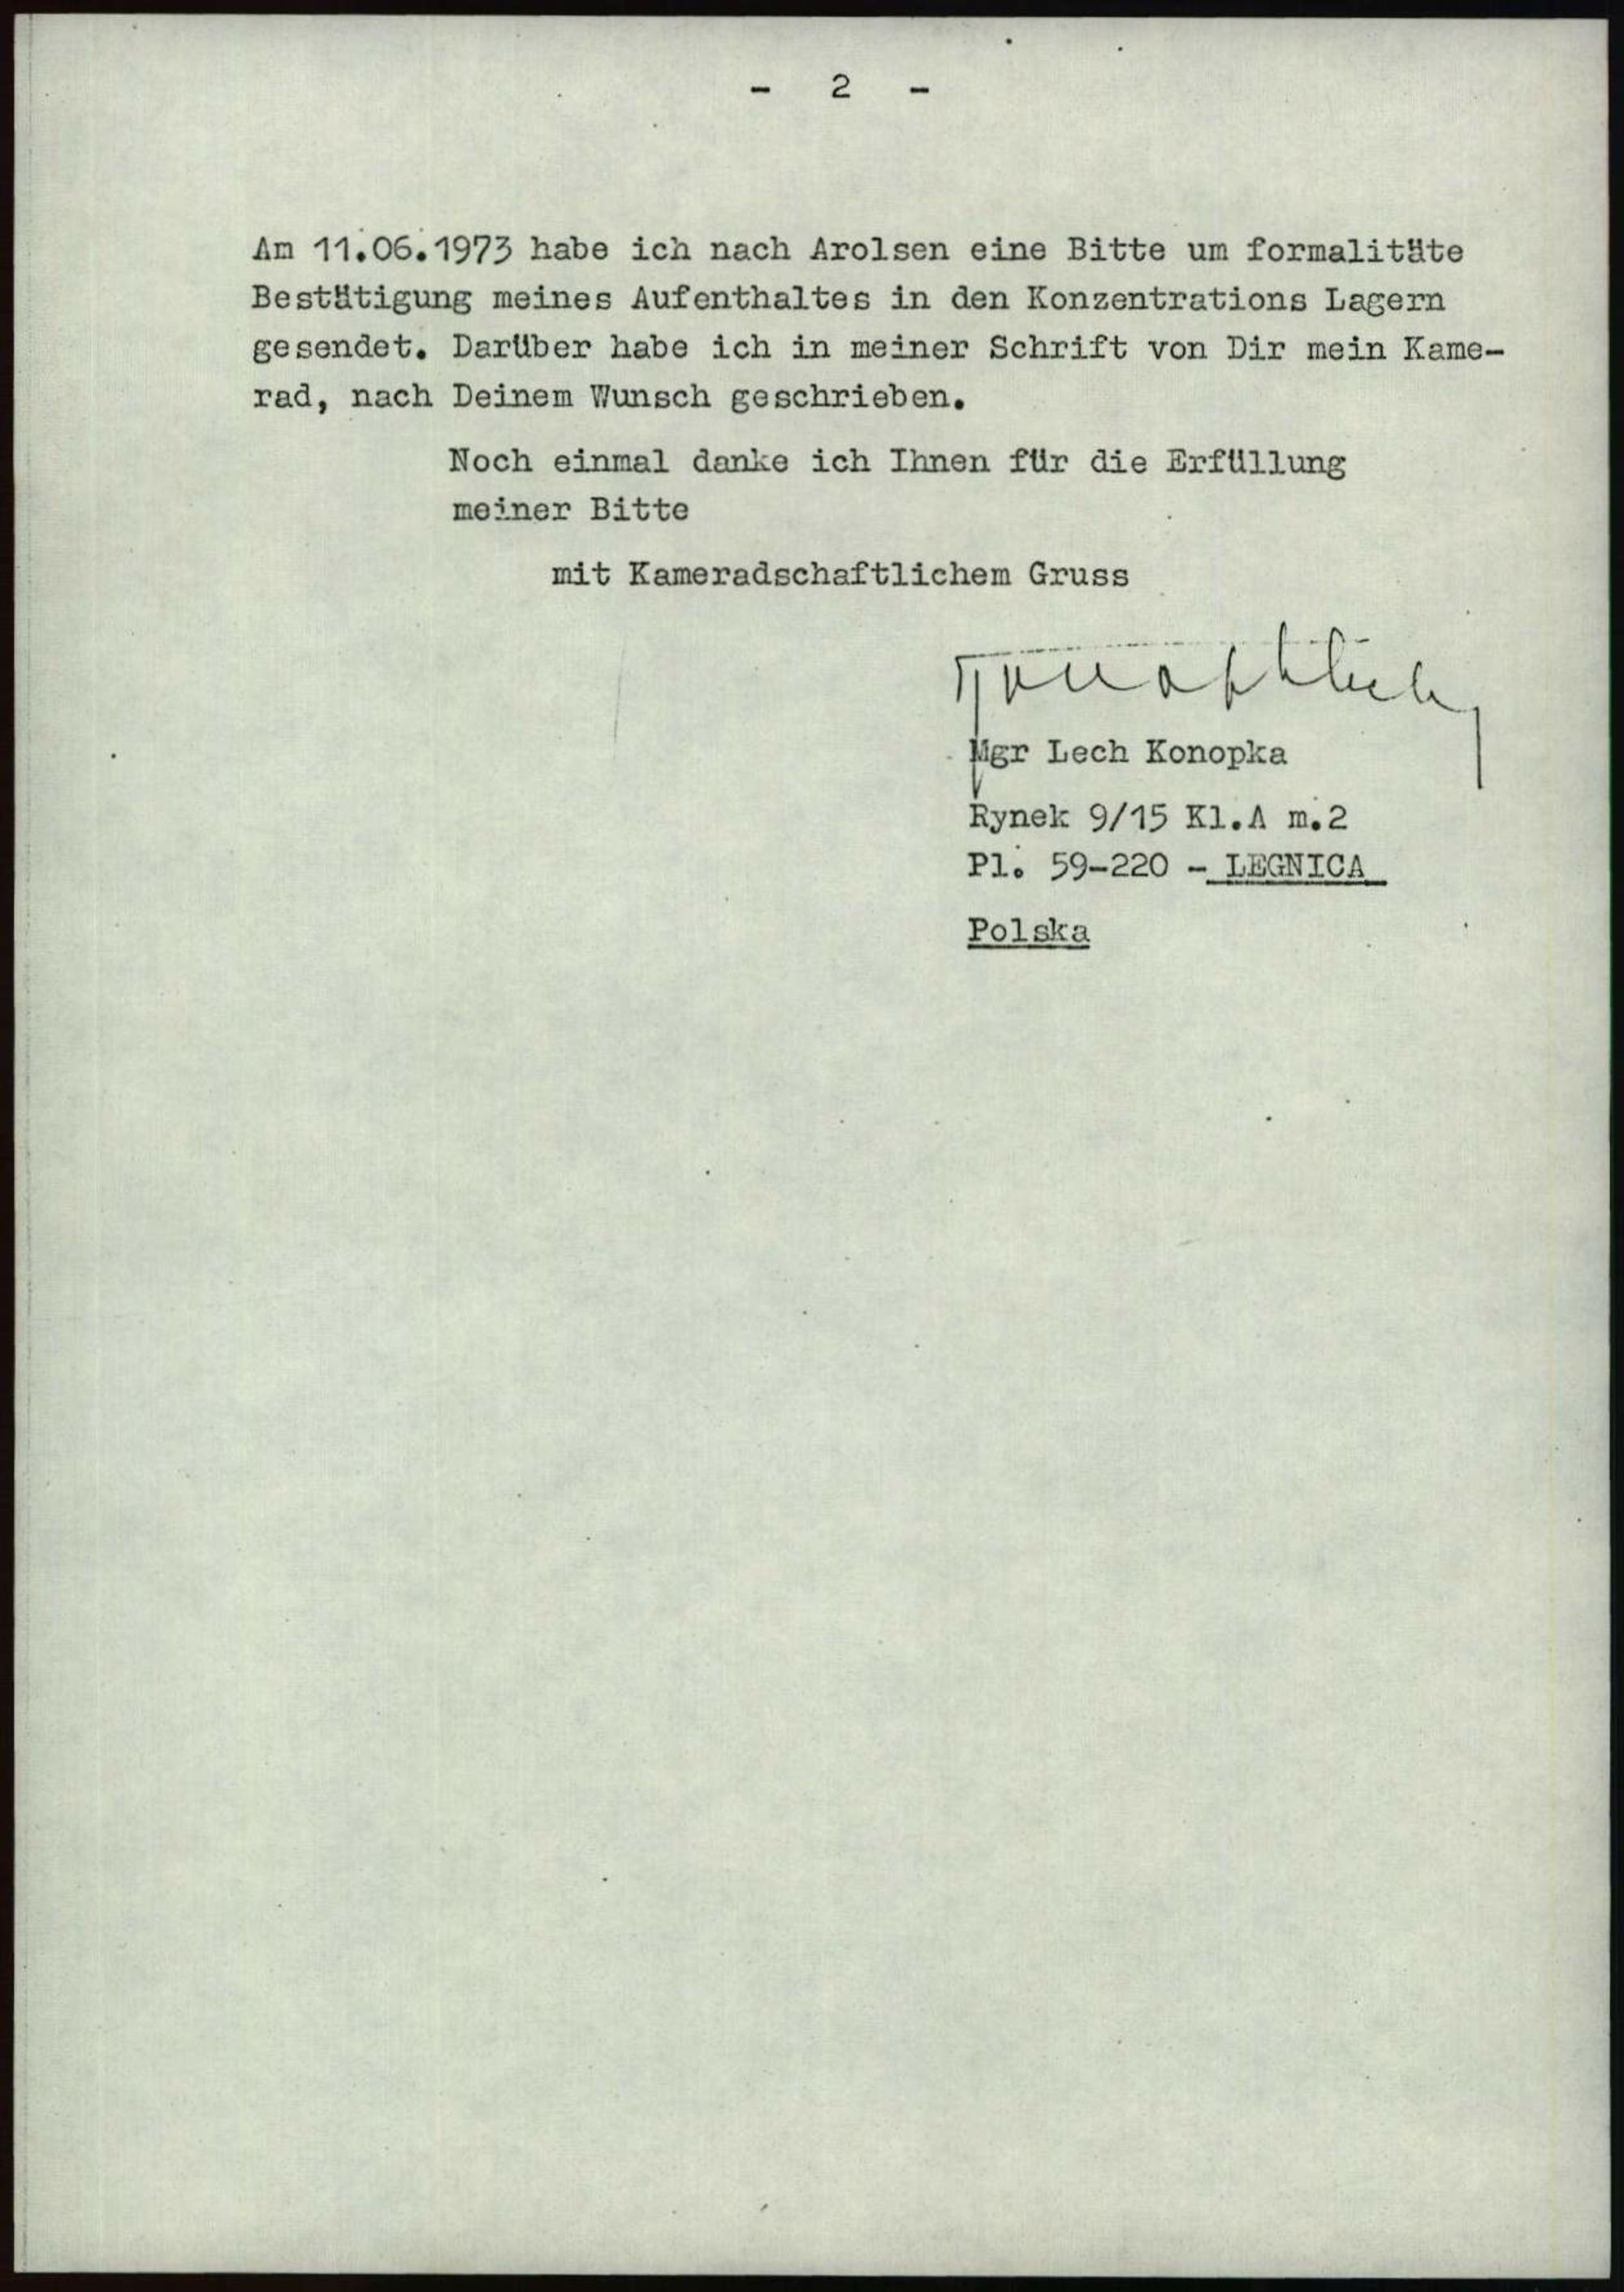 - 2 -
Am 11.06.1973 habe ich nach Arolsen eine Bitte um formalitäte
Bestätigung meines Aufenthaltes in den Konzentrations Lagern
gesendet. Darüber habe ich in meiner Schrift von Dir mein Kame-
rad, nach Deinem Wunsch geschrieben.
Noch einmal danke ich Ihnen für die Erfüllung
meiner Bitte
mit Kameradschaftlichem Gruss
Mgr Lech Konopka
Rynek 9/15 Kl.A m.2
Pl. 59-220 - LEGNICA
Polska